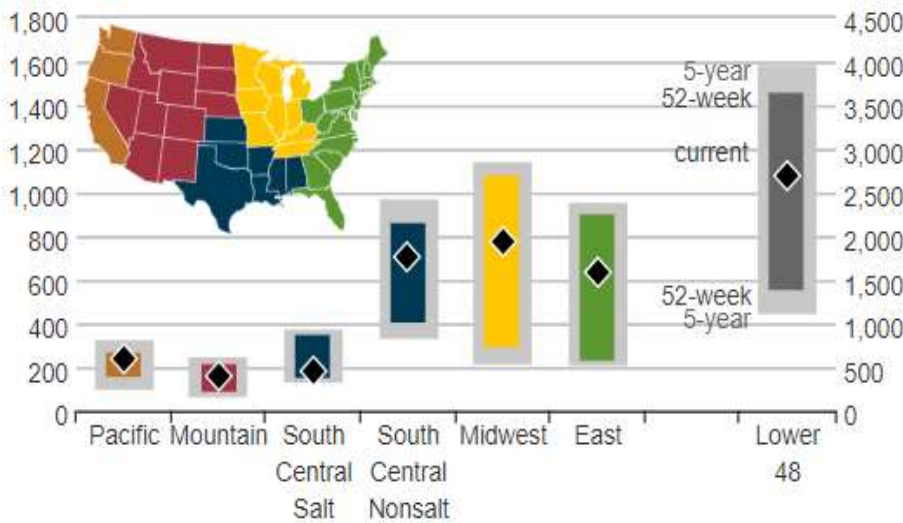 1,800
1,600
1,400
1,200
1,000
800
600
400
200
0
4,500
4,000
3,500
3,000
2,500
2,000
1,500
1,000
500
0
5-year
52-week
current
52-week
5-year
Pacific
Mountain
South
Central
Salt
South
Central
Nonsalt
Midwest
East
Lower
48